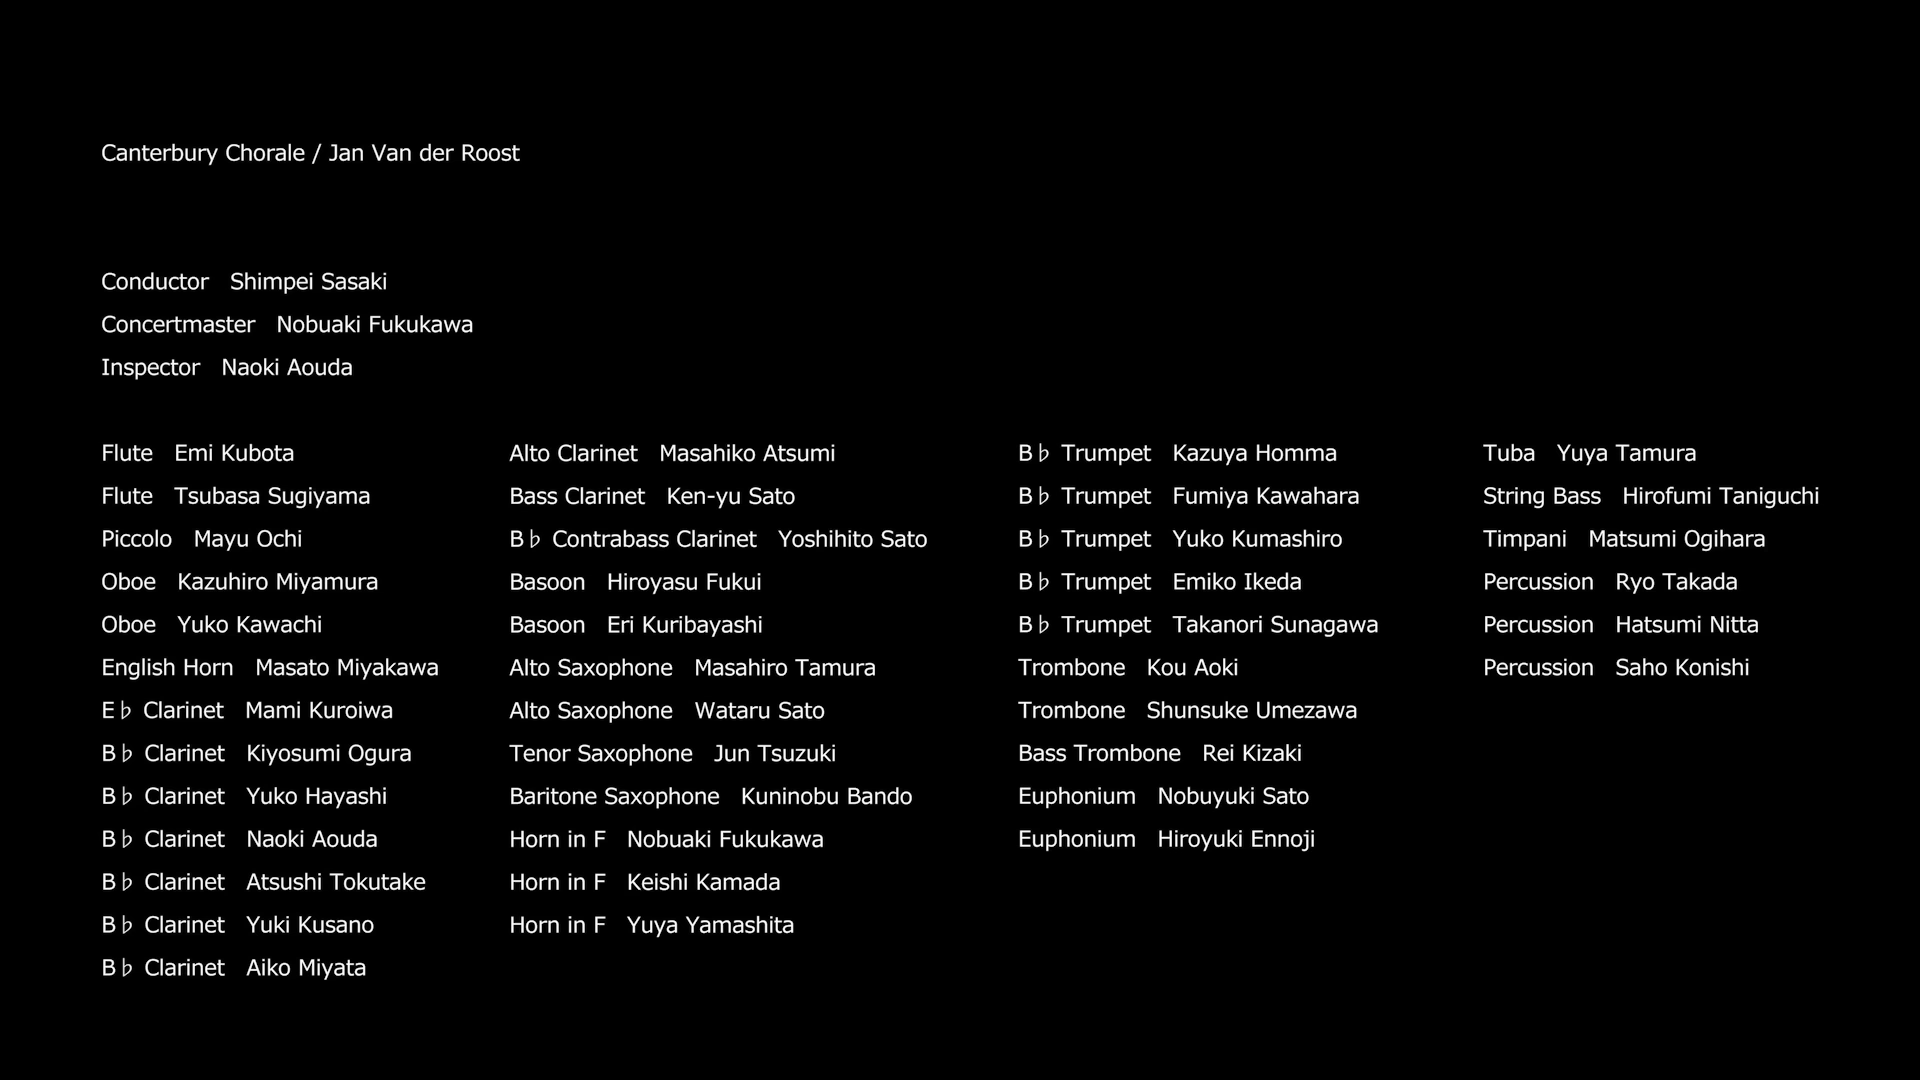 Canterbury Chorale / Jan Van der Roost
Conductor Shimpei Sasaki
Concertmaster Nobuaki Fukukawa
Inspector Naoki Aouda
Flute Emi Kubota
Flute Tsubasa Sugiyama
Piccolo Mayu Ochi
Oboe Kazuhiro Miyamura
Oboe Yuko Kawachi
English Horn Masato Miyakawa
E♭ Clarinet Mami Kuroiwa
B♭ Clarinet Kiyosumi Ogura
B♭ Clarinet Yuko Hayashi
B♭ Clarinet Naoki Aouda
B♭ Clarinet Atsushi Tokutake
B♭ Clarinet Yuki Kusano
B♭ Clarinet Aiko Miyata
Alto Clarinet Masahiko Atsumi
Bass Clarinet Ken-yu Sato
B♭ Contrabass Clarinet Yoshihito Sato
Basoon Hiroyasu Fukui
Basoon Eri Kuribayashi
Alto Saxophone Masahiro Tamura
Alto Saxophone Wataru Sato
Tenor Saxophone Jun Tsuzuki
Baritone Saxophone Kuninobu Bando
Horn in F Nobuaki Fukukawa
Horn in F Keishi Kamada
Horn in F Yuya Yamashita
B♭ Trumpet Kazuya Homma
B♭ Trumpet Fumiya Kawahara
B♭ Trumpet Yuko Kumashiro
B♭ Trumpet Emiko Ikeda
B♭ Trumpet Takanori Sunagawa
Trombone Kou Aoki
Trombone Shunsuke Umezawa
Bass Trombone Rei Kizaki
Euphonium Nobuyuki Sato
Euphonium Hiroyuki Ennoji
Tuba Yuya Tamura
String Bass Hirofumi Taniguchi
Timpani Matsumi Ogihara
Percussion Ryo Takada
Percussion Hatsumi Nitta
Percussion Saho Konishi